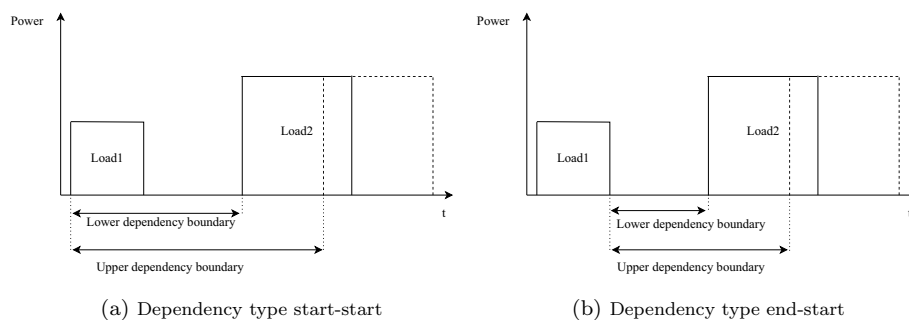 Power
Load1
Load2
t
Lower dependency boundary
Upper dependency boundary
(a) Dependency type start-start
Power
Load1
Load2
Lower dependency boundary
Upper dependency boundary
(b) Dependency type end-start